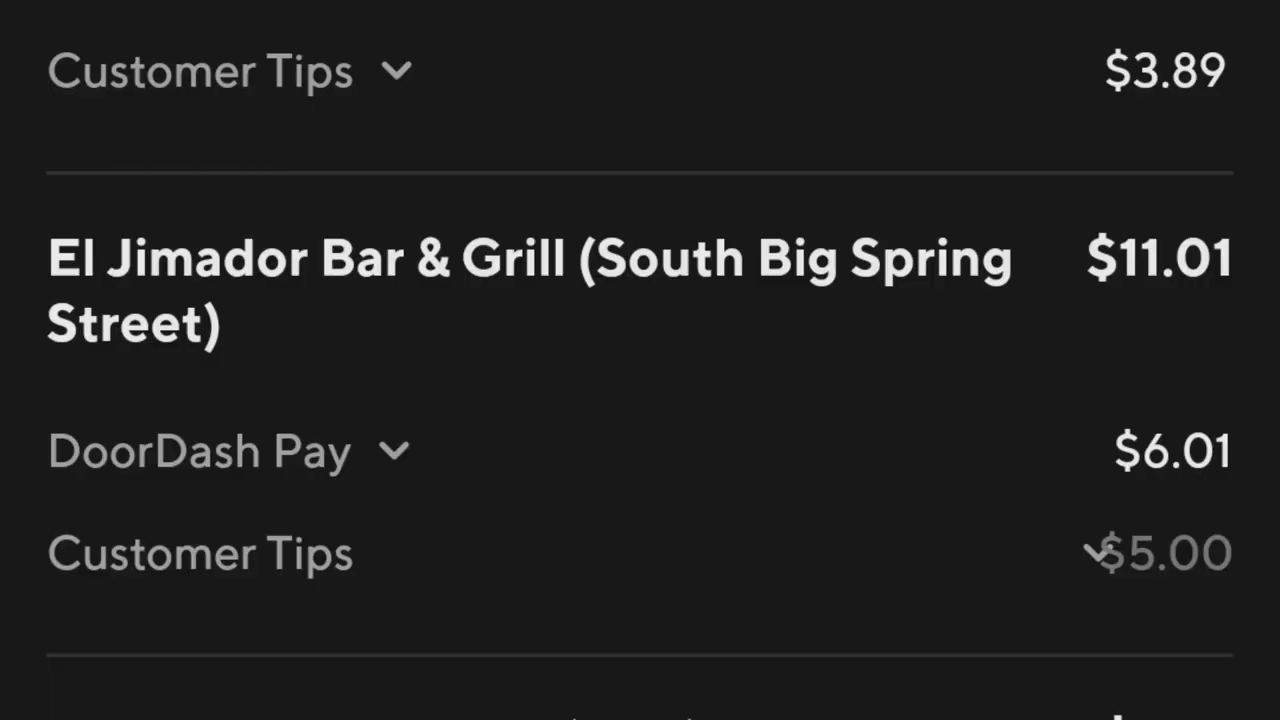 Customer Tips $3.89
El Jimador Bar & Grill (South Big Spring $11.01
Street)
DoorDash Pay $6.01
Customer Tips $5.00